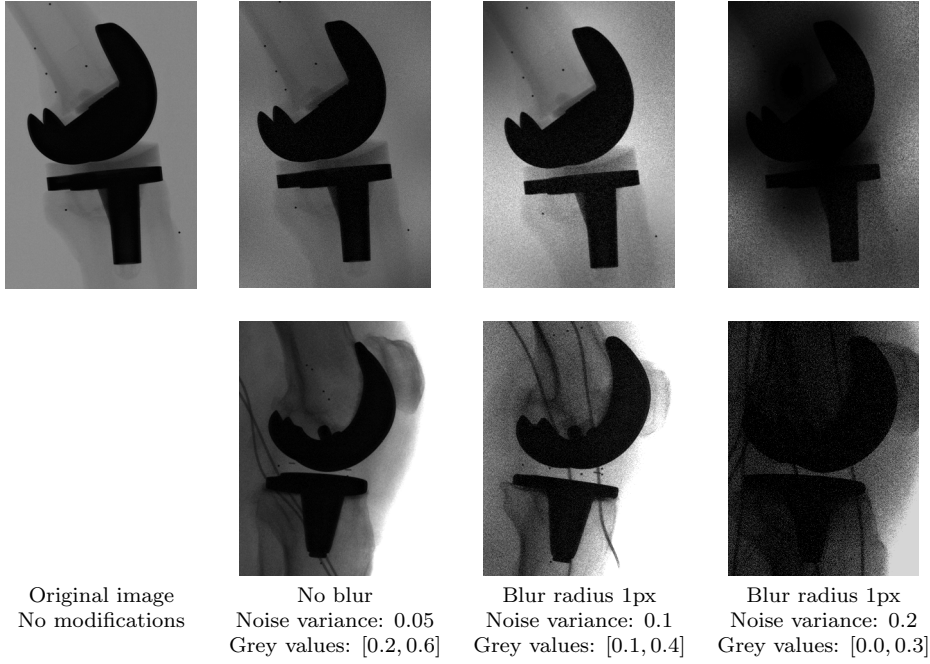 Original image
No modifications
No blur
Noise variance: 0.05
Grey values: [0.2, 0.6]
Blur radius 1px
Noise variance: 0.1
Grey values: [0.1, 0.4]
Blur radius 1px
Noise variance: 0.2
Grey values: [0.0, 0.3]